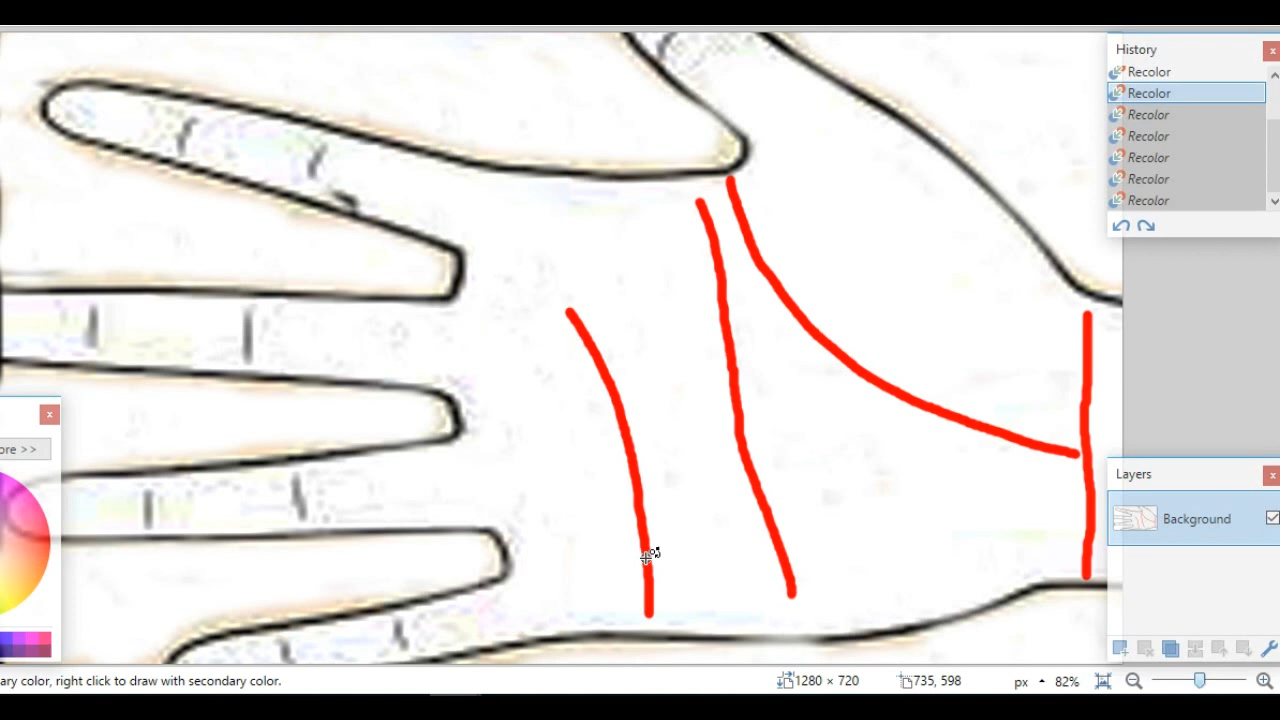 History
x
Recolor
Recolor
Recolor
Recolor
Recolor
Recolor
Recolor
x
ore >>
Layers
x
Background
ary color, right click to draw with secondary color.
1280 × 720
735, 598
px
82%